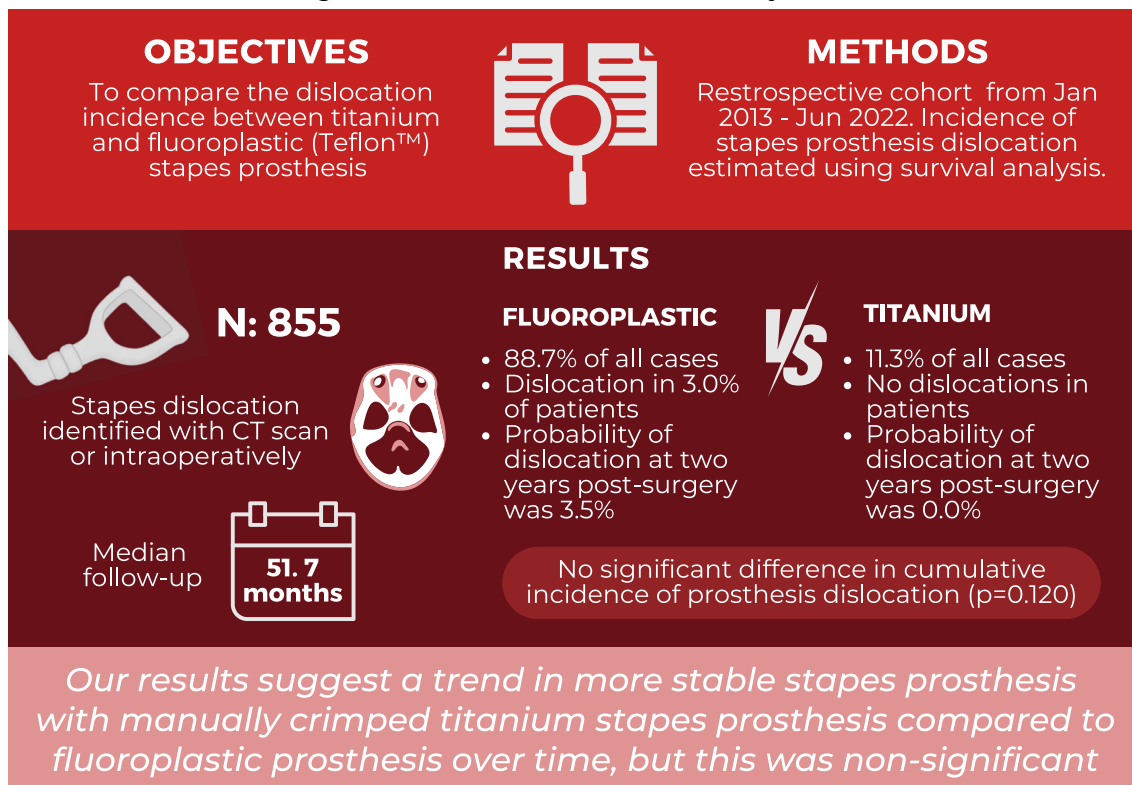 OBJECTIVES
To compare the dislocation
incidence between titanium
and fluoroplastic (Teflon™)
stapes prosthesis
METHODS
Restrospective cohort from Jan
2013 - Jun 2022. Incidence of
stapes prosthesis dislocation
estimated using survival analysis.
RESULTS
N: 855
Stapes dislocation
identified with CT scan
or intraoperatively
Median
follow-up
51. 7
months
FLUOROPLASTIC
• 88.7% of all cases
• Dislocation in 3.0%
of patients
• Probability of
dislocation at two
years post-surgery
was 3.5%
VS
TITANIUM
• 11.3% of all cases
• No dislocations in
patients
• Probability of
dislocation at two
years post-surgery
was 0.0%
No significant difference in cumulative
incidence of prosthesis dislocation (p=0.120)
Our results suggest a trend in more stable stapes prosthesis
with manually crimped titanium stapes prosthesis compared to
fluoroplastic prosthesis over time, but this was non-significant